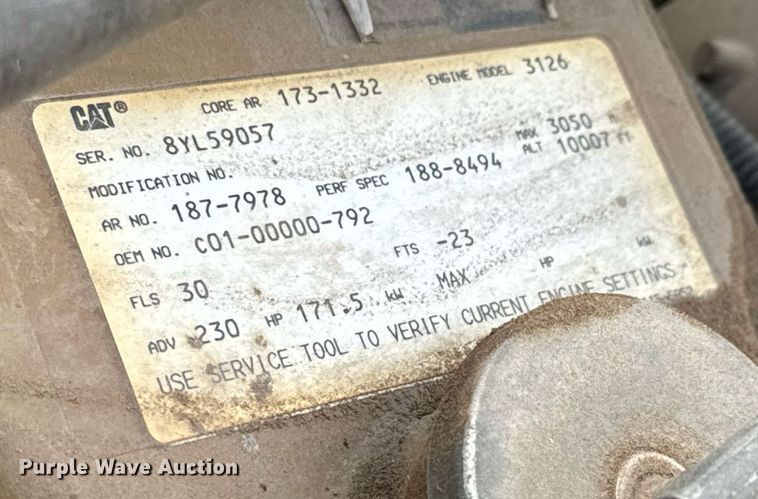 CAT® CORE AR 173-1332 ENGINE MODEL 3126
SER. NO. 8YL59057
MODIFICATION NO.
AR NO. 187-7978 PERF SPEC 188-8494 MAX 3050
ALT 10007 ft
OEM NO. C01-00000-792
FLS 30 FTS -23
ADV 230 HP 171.5 kW MAX HP kW
USE SERVICE TOOL TO VERIFY CURRENT ENGINE SETTINGS
Purple Wave Auction